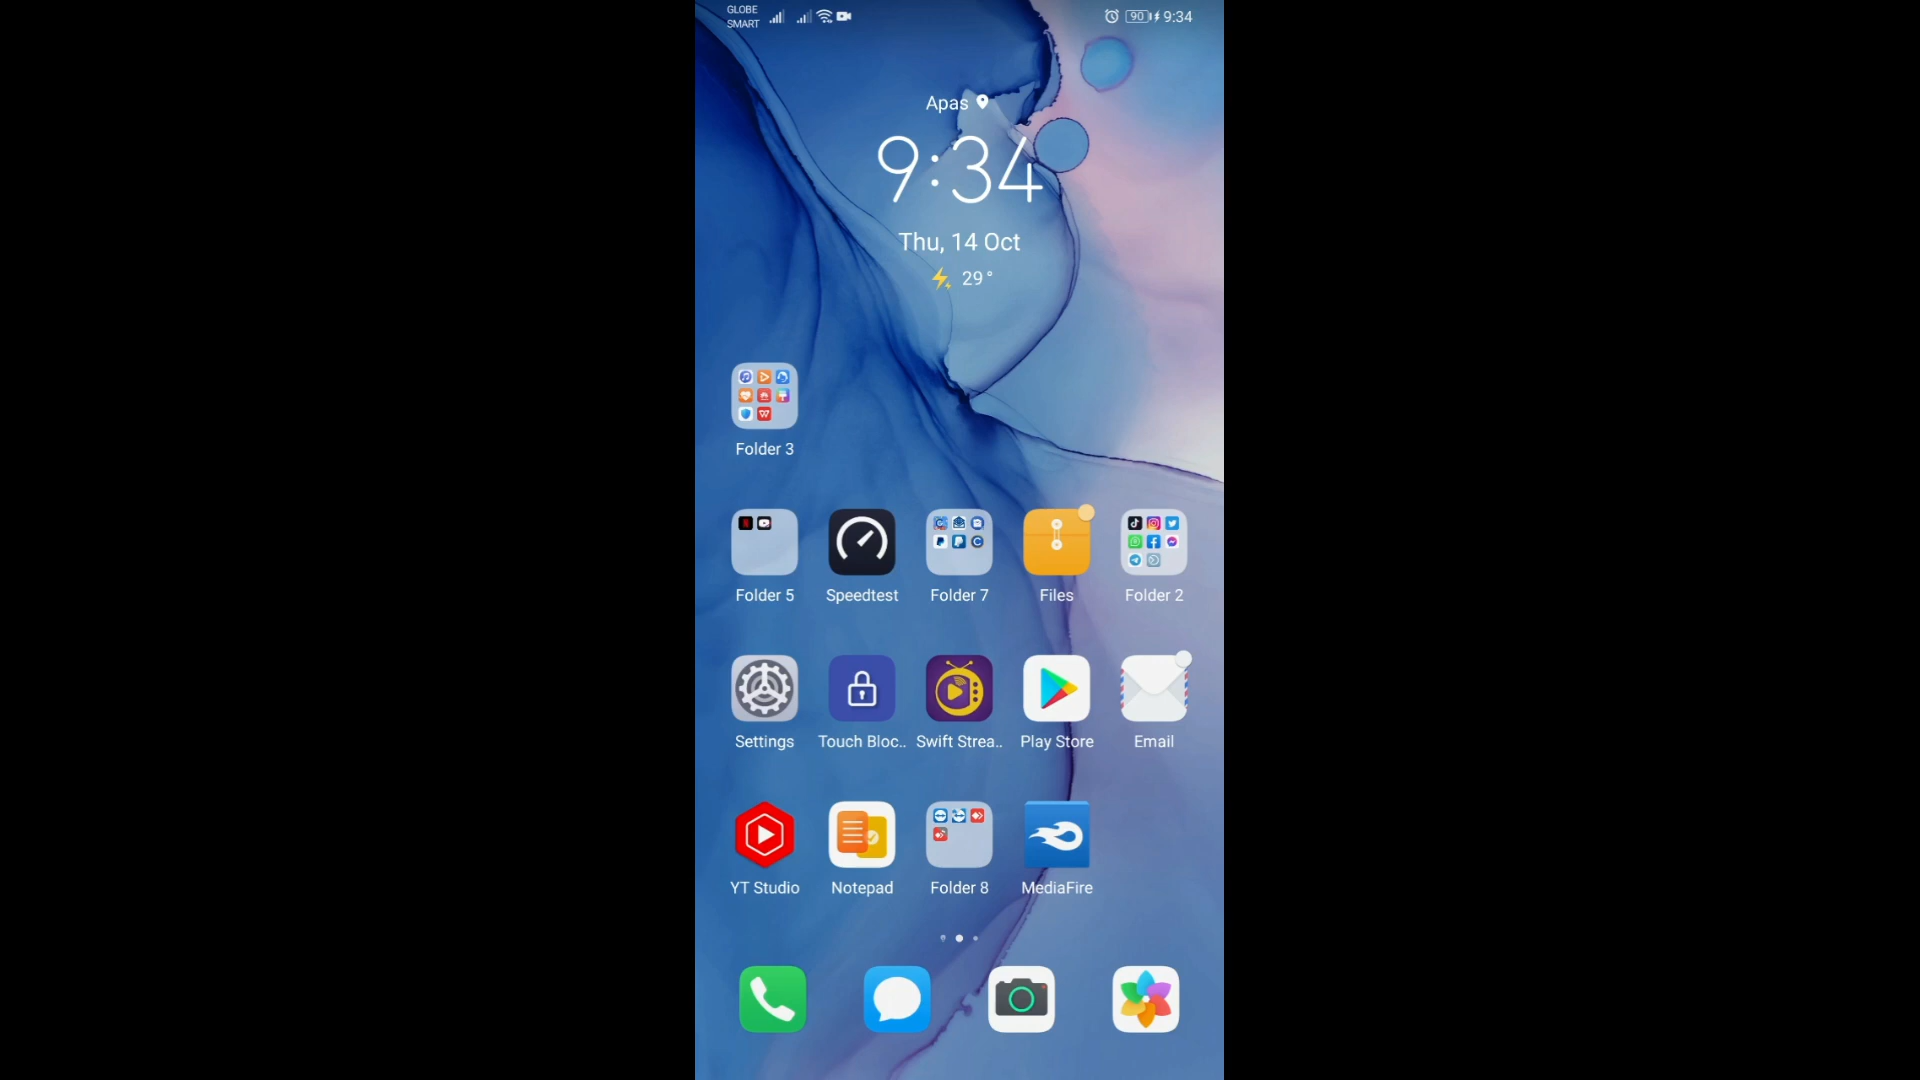 GLOBE
SMART
90 9:34
Apas
9:34
Thu, 14 Oct
29°
Folder 3
Folder 5 Speedtest Folder 7 Files Folder 2
Settings Touch Bloc.. Swift Strea.. Play Store Email
YT Studio Notepad Folder 8 MediaFire